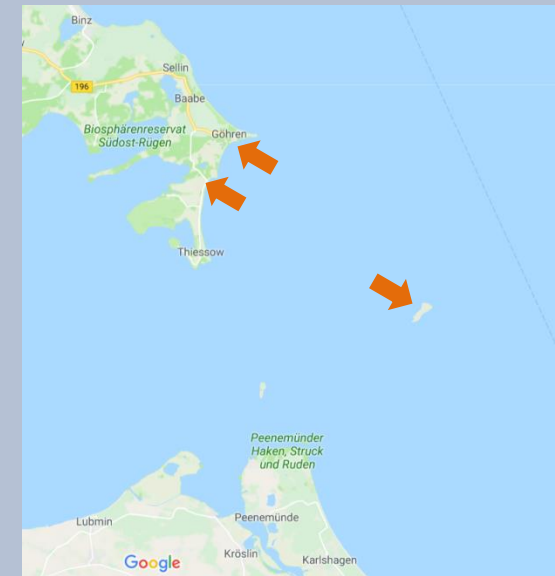 Binz
Sellin
196
Baabe
Biosphärenreservat
Südost-Rügen
Göhren
Thiessow
Peenemünder
Haken, Struck
und Ruden
Lubmin
Peenemünde
Google
Kröslin
Karlshagen